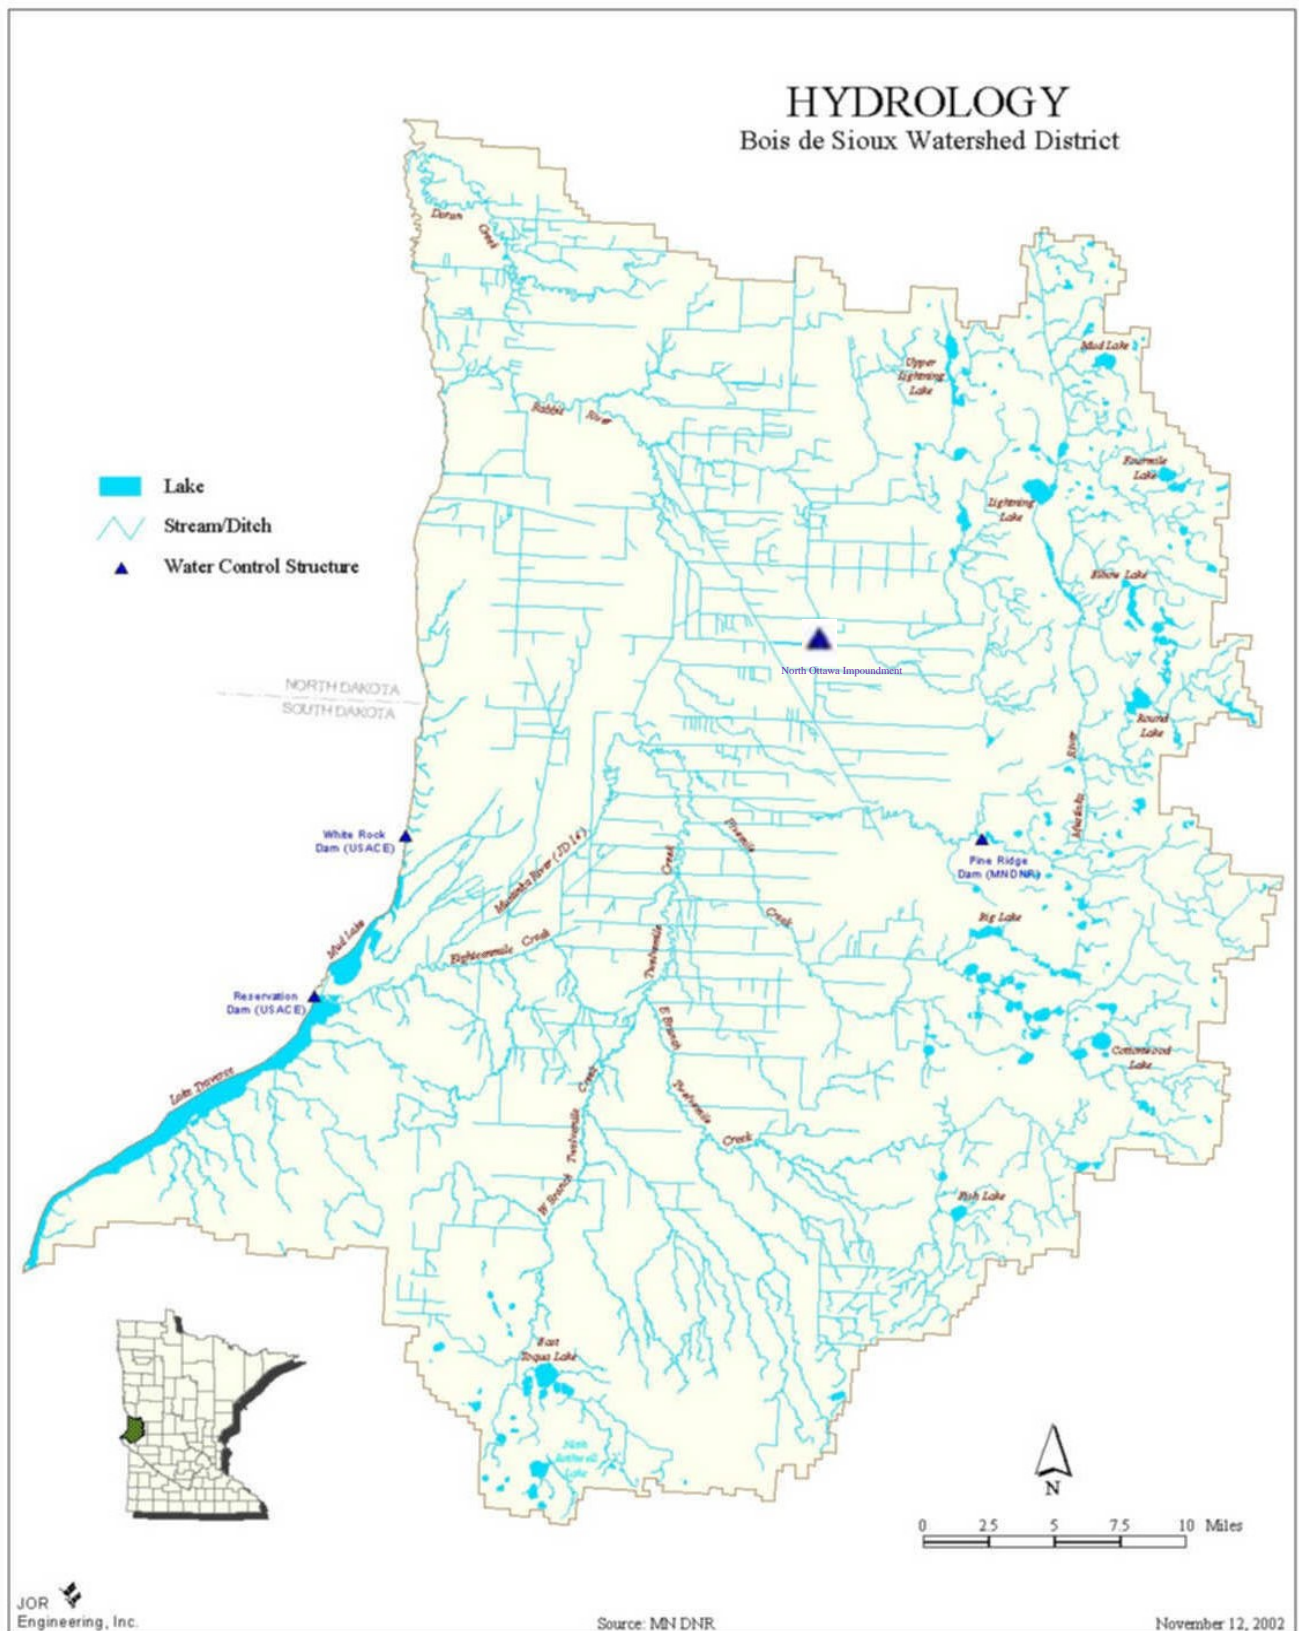 HYDROLOGY
Bois de Sioux Watershed District
Doran
Creek
Mud Lake
Upper
Lightning
Lake
Rabbit River
Fourmile
Lake
Lake
Stream/Ditch
Water Control Structure
Lightning
Lake
Elbow Lake
North Ottawa Impoundment
NORTH DAKOTA
SOUTH DAKOTA
Round
Lake
River
Mustinka
White Rock
Dam (USACE)
Mustinka River (JD 14)
Fivemile
Creek
Pine Ridge
Dam (MNDNR)
Creek
Twelvemile
Big Lake
Mud Lake
Eighteenmile Creek
Reservation
Dam (USACE)
E Branch
Twelvemile
Creek
Cottonwood
Lake
Lake Traverse
W Branch Twelvemile Creek
Fish Lake
East
Toqua Lake
Lake
N
0 2.5 5 7.5 10 Miles
JOR
Engineering, Inc.
Source: MN DNR
November 12, 2002